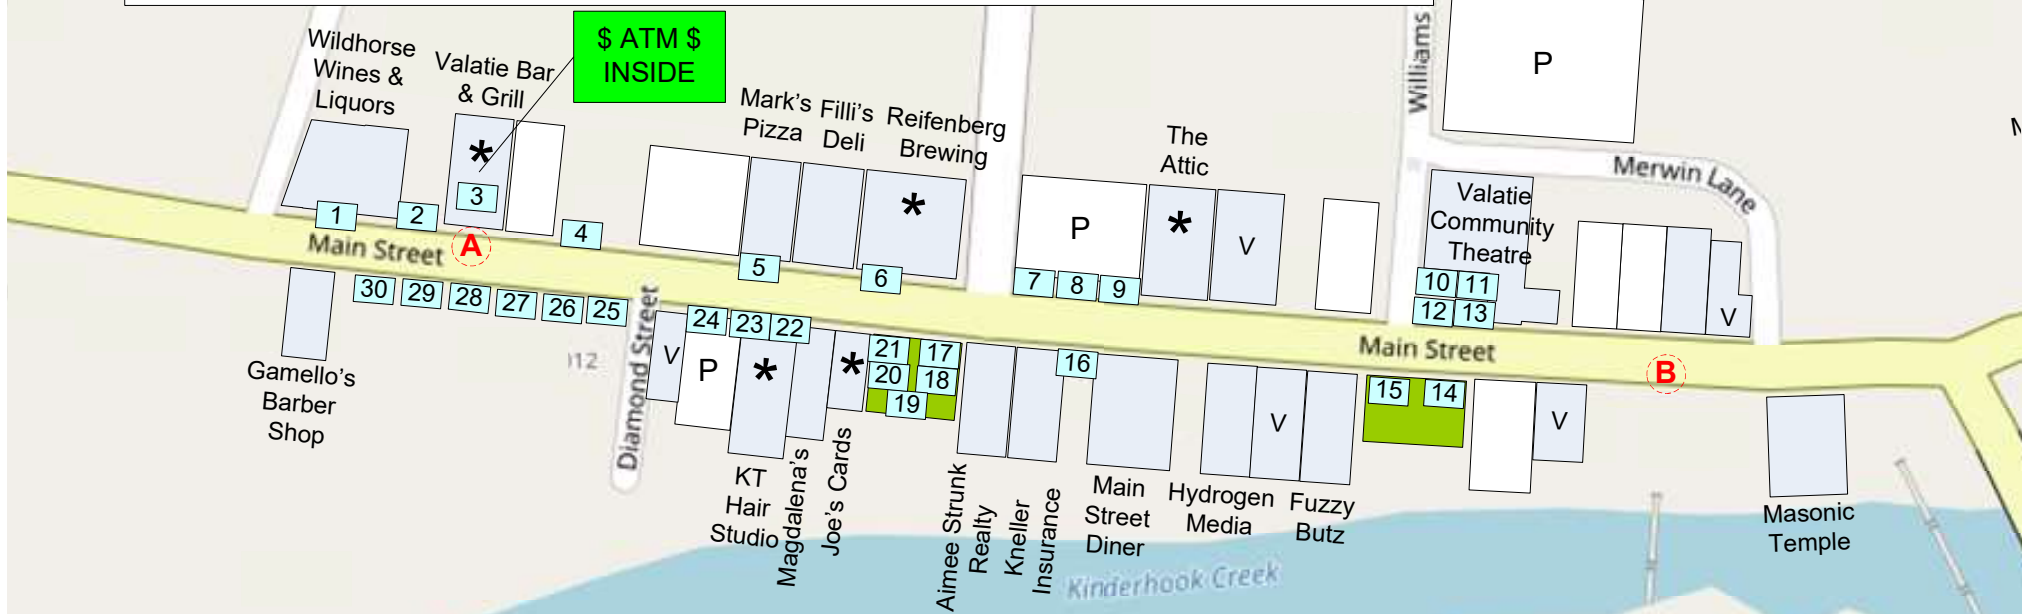 $ ATM $
INSIDE
Wildhorse
Wines &
Liquors
Valatie Bar
& Grill
Mark's
Pizza
Filli's
Deli
Reifenberg
Brewing
The
Attic
Williams
P
Merwin Lane
Valatie
Community
Theatre
*
*
*
P
V
V
1
2
3
4
5
6
7
8
9
10
11
12
13
Main Street
A
Main Street
B
30
29
28
27
26
25
24
23
22
21
20
19
17
18
16
15
14
Diamond Street
V
P
*
*
V
V
Gamello's
Barber
Shop
KT
Hair
Studio
Magdalena's
Joe's Cards
Aimee Strunk
Realty
Kneller
Insurance
Main
Street
Diner
Hydrogen
Media
Fuzzy
Butz
Masonic
Temple
Kinderhook Creek